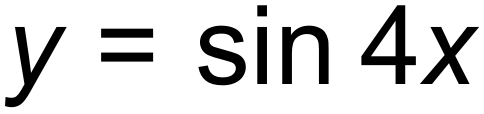 y = sin 4x